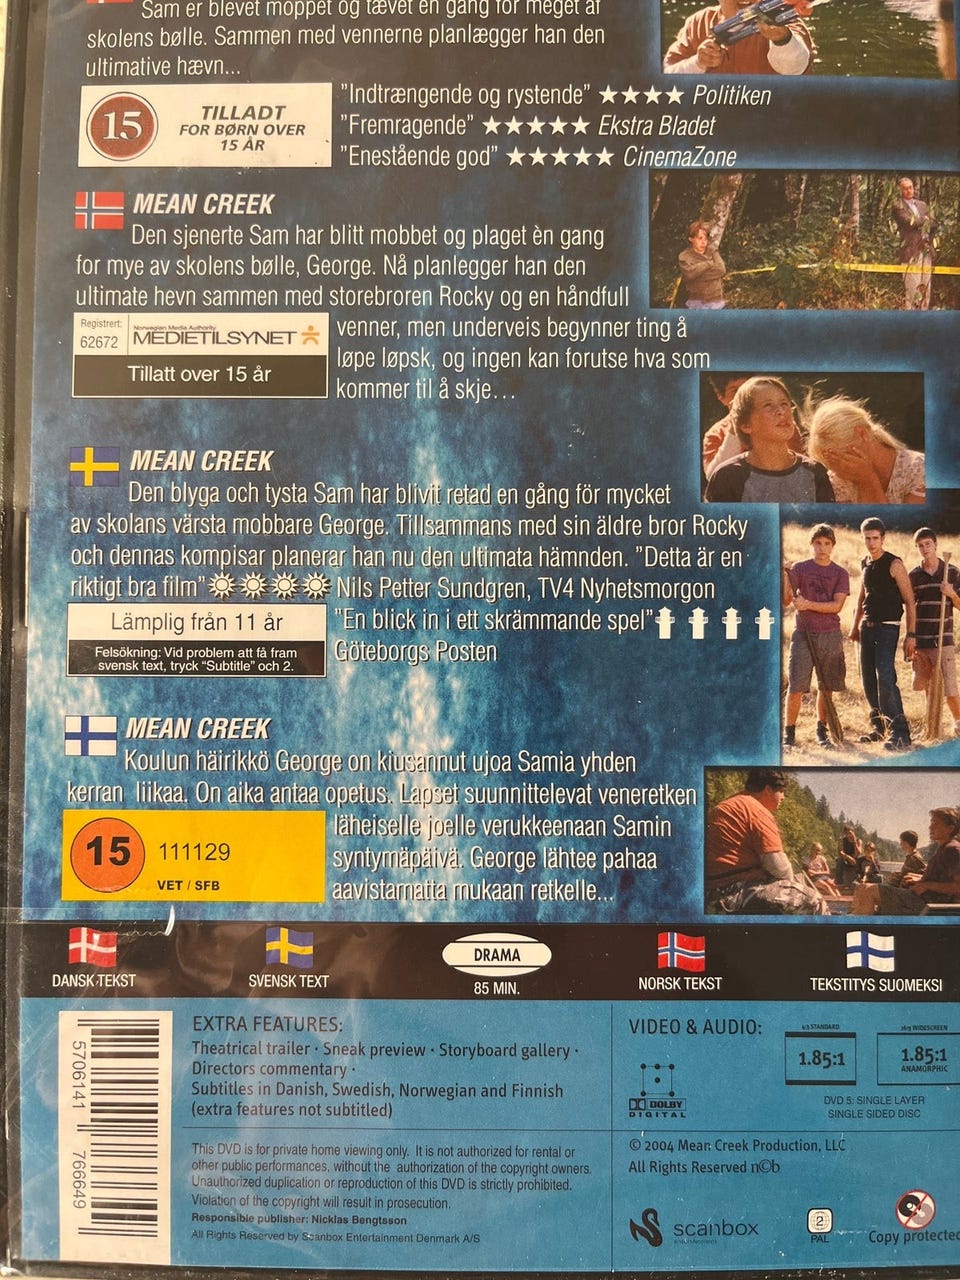 Sam er blevet moppet og tævet én gang for meget af
skolens bølle. Sammen med vennerne planlægger han den
ultimative hævn...
15
TILLADT
FOR BØRN OVER
15 ÅR
"Indtrængende og rystende" ★★★★ Politiken
"Fremragende" ★★★★★ Ekstra Bladet
"Enestående god" ★★★★★ CinemaZone
MEAN CREEK
Den sjenerte Sam har blitt mobbet og plaget èn gang
for mye av skolens bølle, George. Nå planlegger han den
ultimate hevn sammen med storebroren Rocky og en håndfull
venner, men underveis begynner ting å
løpe løpsk, og ingen kan forutse hva som
kommer til å skje...
Registrert:
62672
Norwegian Media Authority
MEDIETILSYNET
Tillatt over 15 år
MEAN CREEK
Den blyga och tysta Sam har blivit retad en gång för mycket
av skolans värsta mobbare George. Tillsammans med sin äldre bror Rocky
och dennas kompisar planerar han nu den ultimata hämnden. "Detta är en
riktigt bra film" Nils Petter Sundgren, TV4 Nyhetsmorgon
"En blick in i ett skrämmande spel"
Göteborgs Posten
Lämplig från 11 år
Felsökning: Vid problem att få fram
svensk text, tryck "Subtitle" och 2.
MEAN CREEK
Koulun häirikkö George on kiusannut ujoa Samia yhden
kerran liikaa. On aika antaa opetus. Lapset suunnittelevat veneretken
läheiselle joelle verukkeenaan Samin
syntymäpäivä. George lähtee pahaa
aavistamatta mukaan retkelle...
15
111129
VET / SFB
DANSK TEKST
SVENSK TEXT
DRAMA
85 MIN.
NORSK TEKST
TEKSTITYS SUOMEKSI
5706141 766649
EXTRA FEATURES:
Theatrical trailer · Sneak preview · Storyboard gallery ·
Directors commentary ·
Subtitles in Danish, Swedish, Norwegian and Finnish
(extra features not subtitled)
This DVD is for private home viewing only. It is not authorized for rental or
other public performances, without the authorization of the copyright owners.
Unauthorized duplication or reproduction of this DVD is strictly prohibited.
Violation of the copyright will result in prosecution.
Responsible publisher: Nicklas Bengtsson
All Rights Reserved by Scanbox Entertainment Denmark A/S
VIDEO & AUDIO:
DOLBY
DIGITAL
4:3 STANDARD
1.85:1
16:9 WIDESCREEN
1.85:1
ANAMORPHIC
DVD 5: SINGLE LAYER
SINGLE SIDED DISC
© 2004 Mean Creek Production, LLC
All Rights Reserved n©b
scanbox
2
PAL
Copy protected